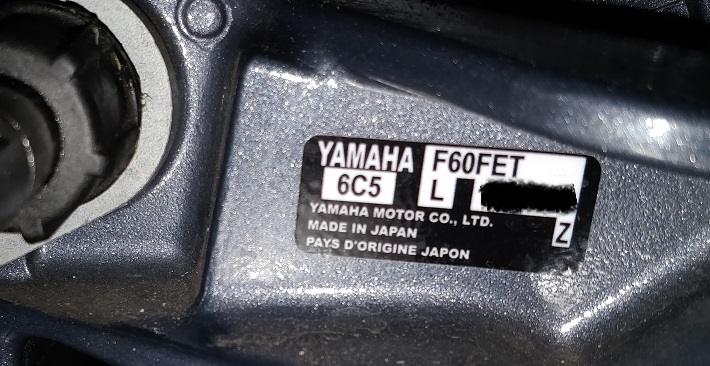 YAMAHA F60FET
6C5 L
YAMAHA MOTOR CO., LTD.
MADE IN JAPAN Z
PAYS D'ORIGINE JAPON